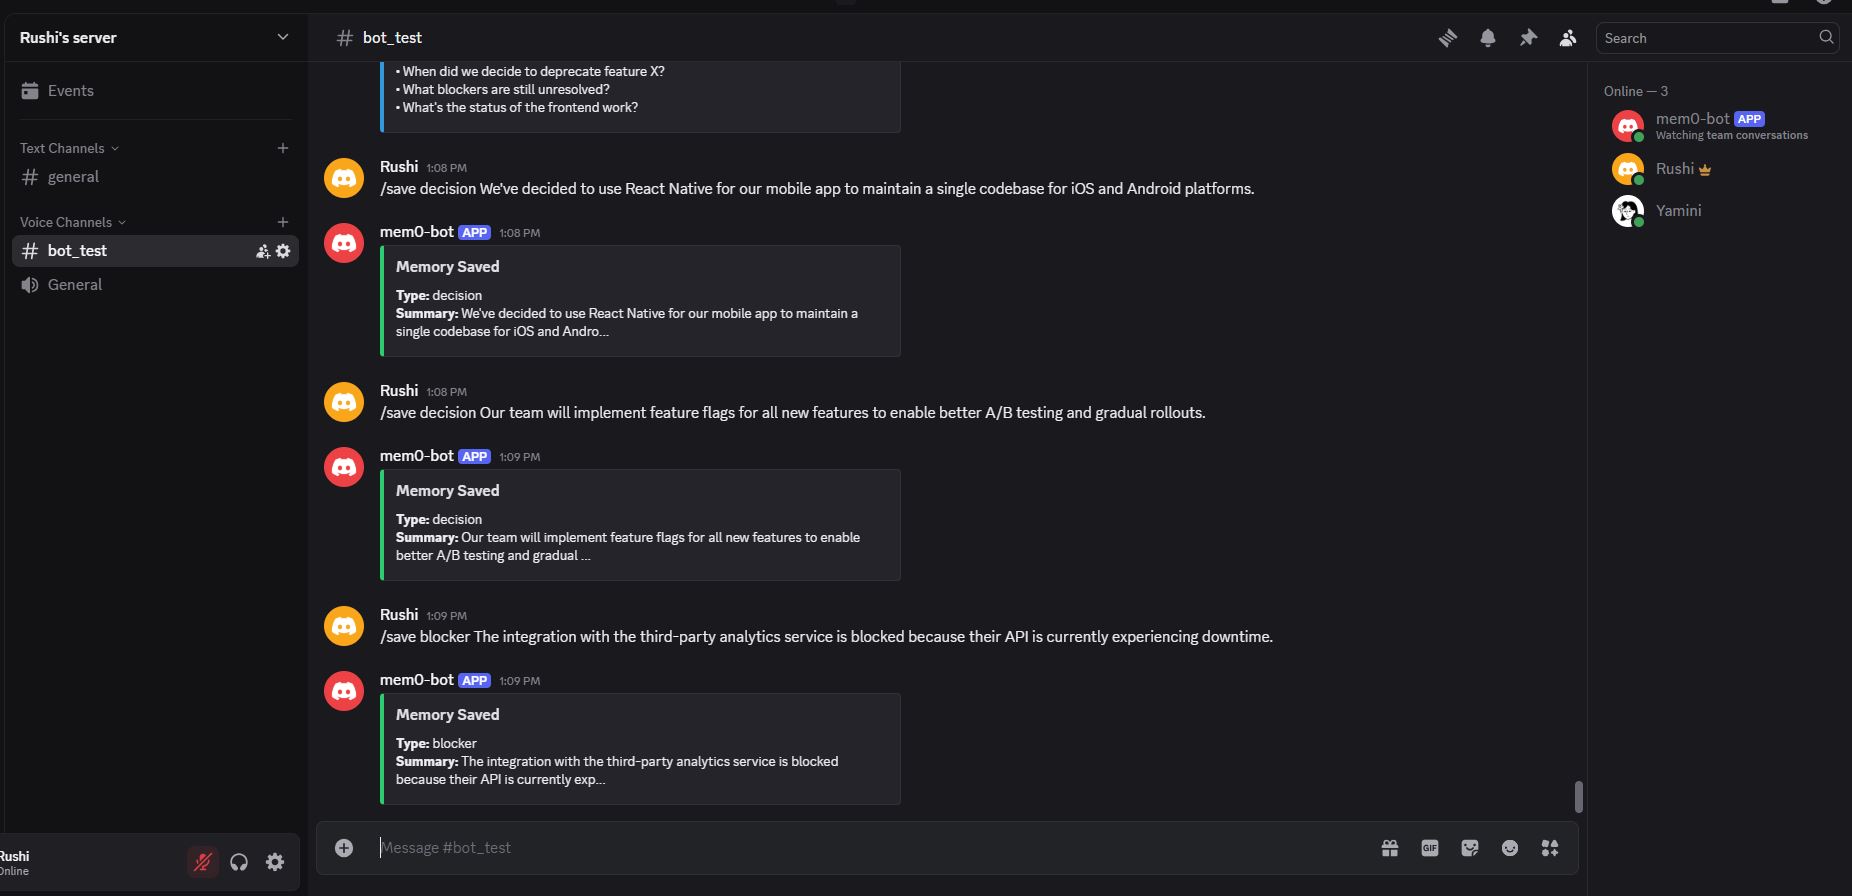 Rushi's server
Events
Text Channels
general
Voice Channels
bot_test
General
Rushi
Online
bot_test
Search
• When did we decide to deprecate feature X?
• What blockers are still unresolved?
• What's the status of the frontend work?
Rushi 1:08 PM
/save decision We've decided to use React Native for our mobile app to maintain a single codebase for iOS and Android platforms.
mem0-bot APP 1:08 PM
Memory Saved
Type: decision
Summary: We've decided to use React Native for our mobile app to maintain a
single codebase for iOS and Andro...
Rushi 1:08 PM
/save decision Our team will implement feature flags for all new features to enable better A/B testing and gradual rollouts.
mem0-bot APP 1:09 PM
Memory Saved
Type: decision
Summary: Our team will implement feature flags for all new features to enable
better A/B testing and gradual ...
Rushi 1:09 PM
/save blocker The integration with the third-party analytics service is blocked because their API is currently experiencing downtime.
mem0-bot APP 1:09 PM
Memory Saved
Type: blocker
Summary: The integration with the third-party analytics service is blocked
because their API is currently exp...
Message #bot_test
GIF
Online — 3
mem0-bot APP
Watching team conversations
Rushi
Yamini